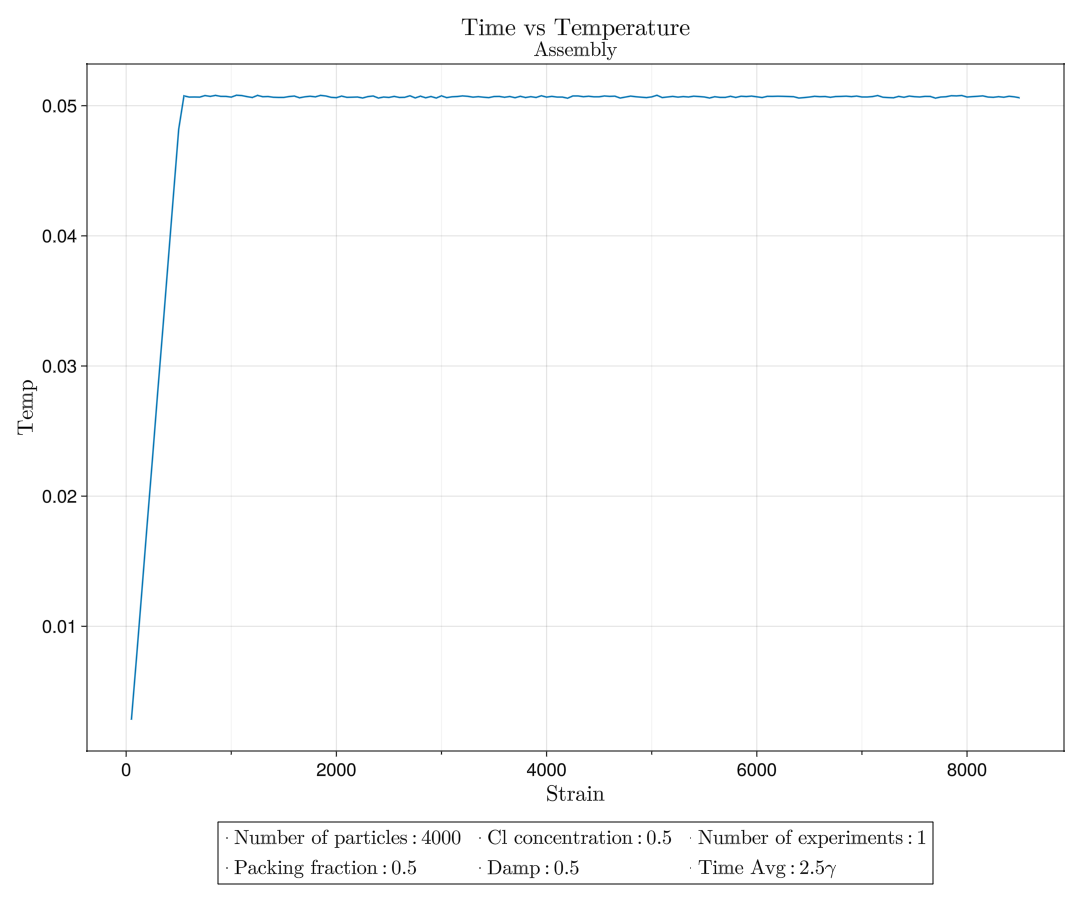 Time vs Temperature
Assembly
0.05
0.04
0.03
0.02
0.01
Temp
0 2000 4000 6000 8000
Strain
· Number of particles : 4000 · Cl concentration : 0.5 · Number of experiments : 1
· Packing fraction : 0.5 · Damp : 0.5 · Time Avg : 2.5γ